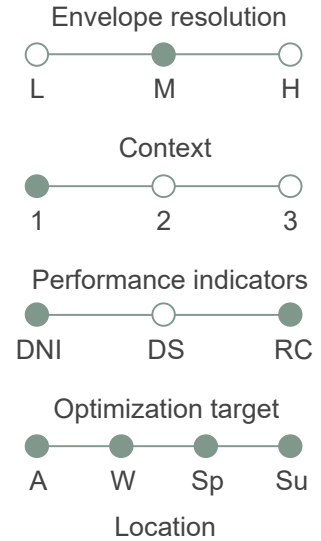 Envelope resolution
L M H
Context
1 2 3
Performance indicators
DNI DS RC
Optimization target
A W Sp Su
Location